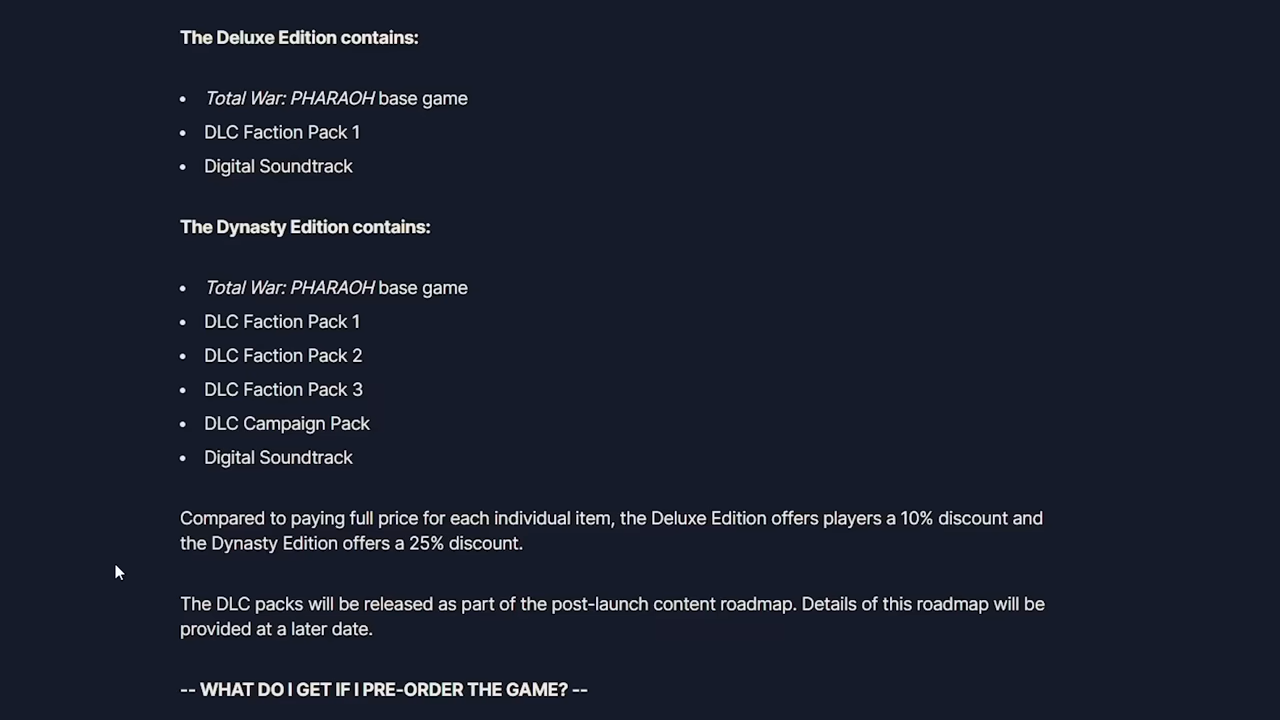 The Deluxe Edition contains:
• Total War: PHARAOH base game
• DLC Faction Pack 1
• Digital Soundtrack
The Dynasty Edition contains:
• Total War: PHARAOH base game
• DLC Faction Pack 1
• DLC Faction Pack 2
• DLC Faction Pack 3
• DLC Campaign Pack
• Digital Soundtrack
Compared to paying full price for each individual item, the Deluxe Edition offers players a 10% discount and
the Dynasty Edition offers a 25% discount.
The DLC packs will be released as part of the post-launch content roadmap. Details of this roadmap will be
provided at a later date.
-- WHAT DO I GET IF I PRE-ORDER THE GAME? --